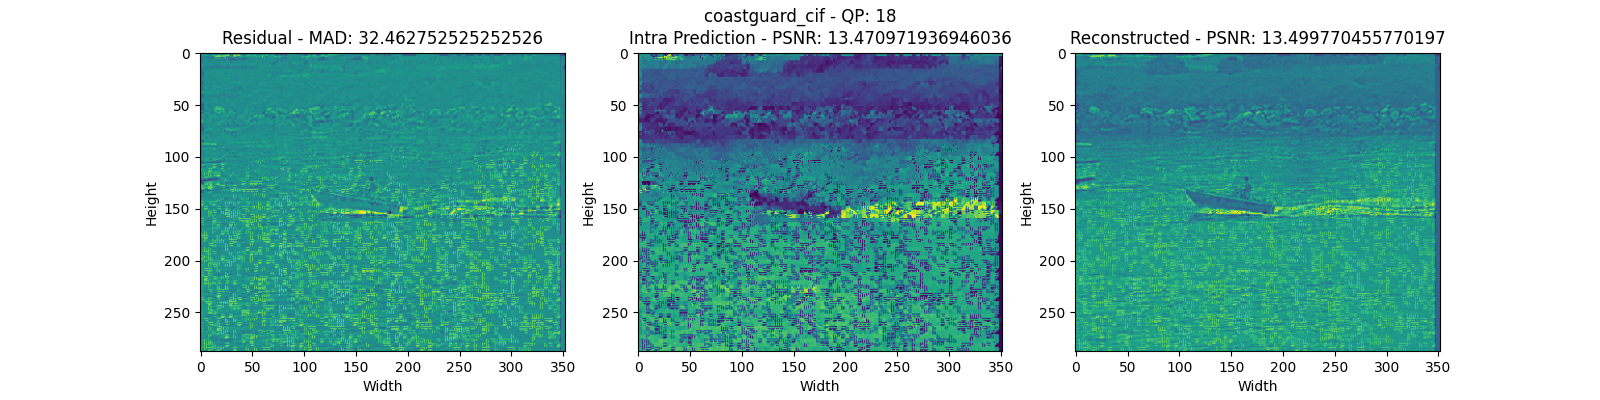 coastguard_cif - QP: 18
Residual - MAD: 32.462752525252526
Intra Prediction - PSNR: 13.470971936946036
Reconstructed - PSNR: 13.499770455770197
0
50
100
150
200
250
Height
0 50 100 150 200 250 300 350
Width
0
50
100
150
200
250
Height
0 50 100 150 200 250 300 350
Width
0
50
100
150
200
250
Height
0 50 100 150 200 250 300 350
Width